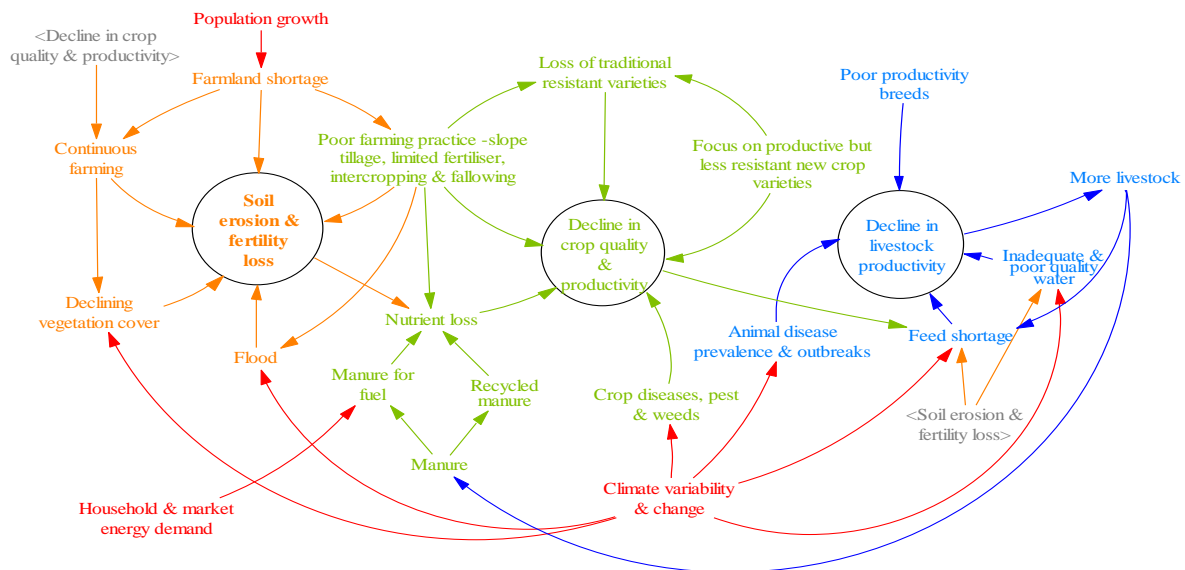 Population growth
<Decline in crop
quality & productivity>
Farmland shortage
Loss of traditional
resistant varieties
Poor productivity
breeds
Continuous
farming
Poor farming practice -slope
tillage, limited fertiliser,
intercropping & fallowing
Focus on productive but
less resistant new crop
varieties
More livestock
Soil
erosion &
fertility
loss
Decline in
crop quality
&
productivity
Decline in
livestock
productivity
Inadequate &
poor quality
water
Declining
vegetation cover
Nutrient loss
Flood
Animal disease
prevalence & outbreaks
Feed shortage
Manure for
fuel
Recycled
manure
Crop diseases, pest
& weeds
<Soil erosion &
fertility loss>
Manure
Household & market
energy demand
Climate variability
& change